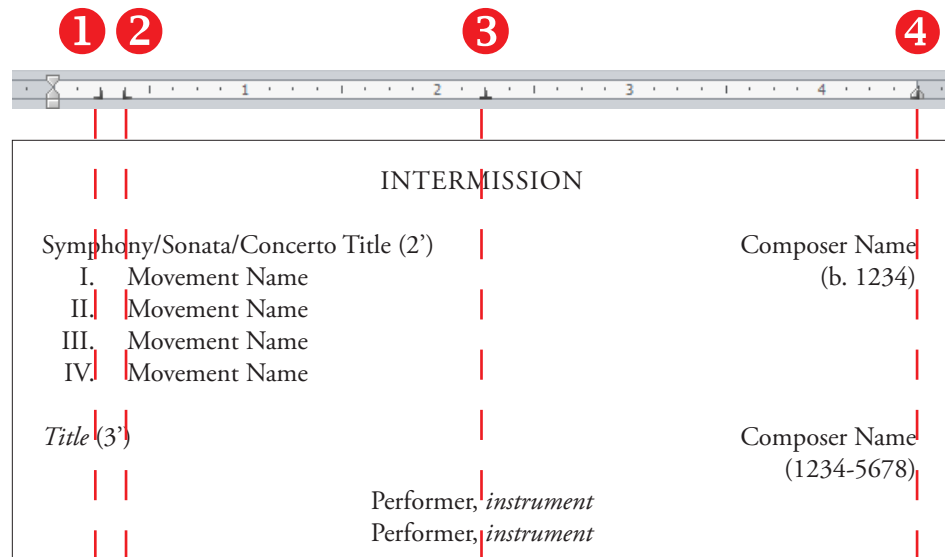 1 2 3 4
1 2 3 4
INTERMISSION
Symphony/Sonata/Concerto Title (2’) Composer Name
I. Movement Name (b. 1234)
II. Movement Name
III. Movement Name
IV. Movement Name
Title (3’) Composer Name
(1234-5678)
Performer, instrument
Performer, instrument